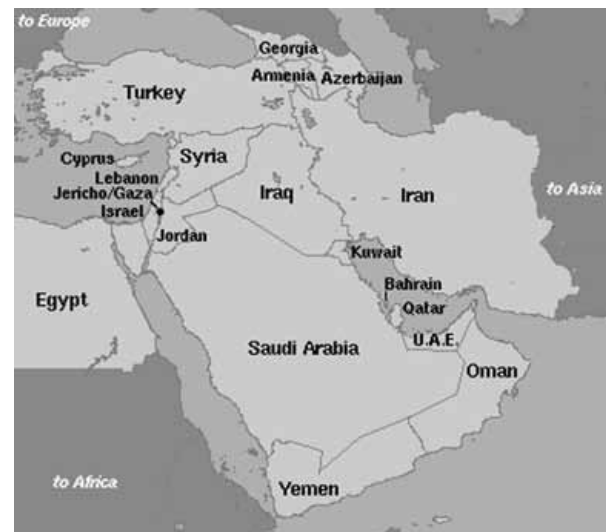 to Europe
Georgia
Armenia
Azerbaijan
Turkey
Cyprus
Syria
Lebanon
Jericho/Gaza
Israel
Iraq
Iran
to Asia
Jordan
Kuwait
Bahrain
Egypt
Qatar
U.A.E.
Saudi Arabia
Oman
to Africa
Yemen